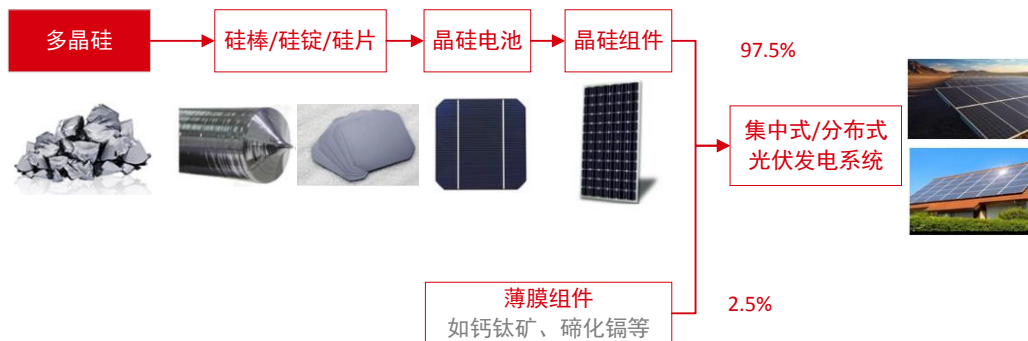 多晶硅
硅棒/硅锭/硅片
晶硅电池
晶硅组件
97.5%
集中式/分布式
光伏发电系统
薄膜组件
如钙钛矿、碲化镉等
2.5%